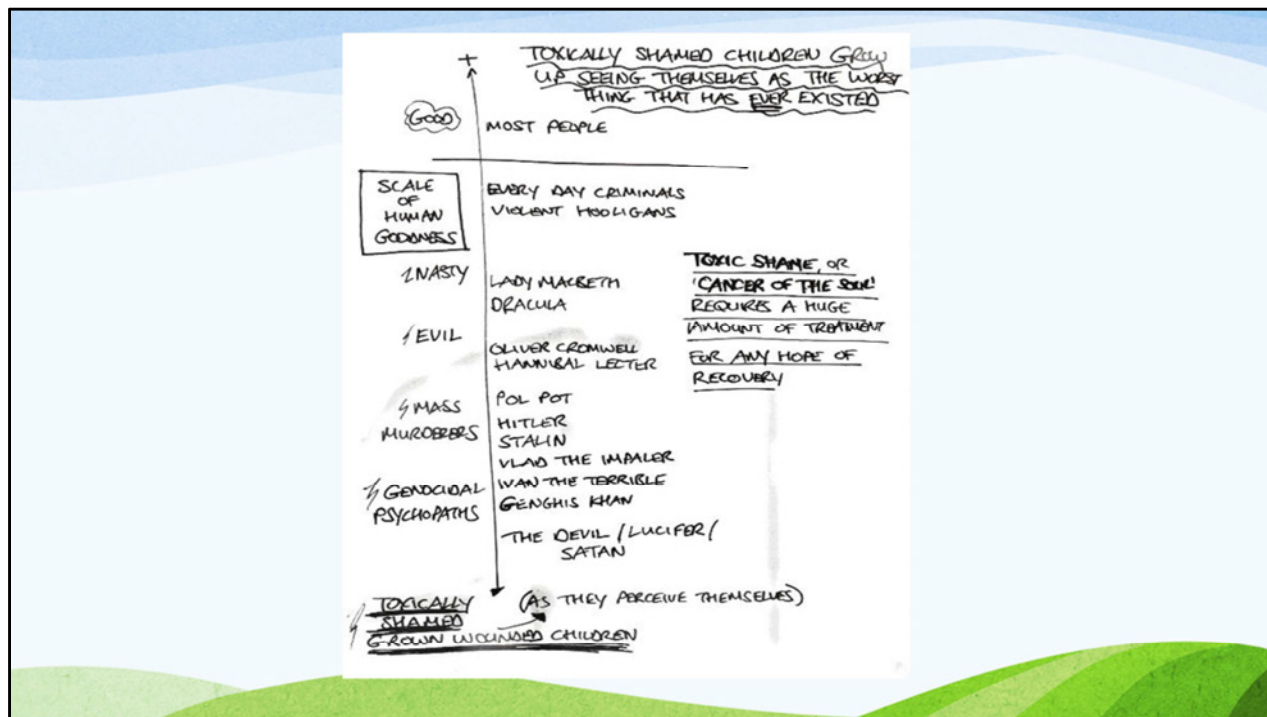 TOXICALLY SHAMED CHILDREN GROW
UP SEEING THEMSELVES AS THE WORST
THING THAT HAS EVER EXISTED
+
GOOD
MOST PEOPLE
SCALE
OF
HUMAN
GOODNESS
EVERY DAY CRIMINALS
VIOLENT HOOLIGANS
NASTY
LADY MACBETH
DRACULA
TOXIC SHAME, OR
'CANCER OF THE SOUL'
REQUIRES A HUGE
AMOUNT OF TREATMENT
FOR ANY HOPE OF
RECOVERY
EVIL
OLIVER CROMWELL
HANNIBAL LECTER
MASS
MURDERERS
POL POT
HITLER
STALIN
VLAD THE IMPALER
GENOCIDAL
PSYCHOPATHS
IVAN THE TERRIBLE
GENGHIS KHAN
THE DEVIL / LUCIFER /
SATAN
TOXICALLY
SHAMED
GROWN WOUNDED CHILDREN
(AS THEY PERCEIVE THEMSELVES)